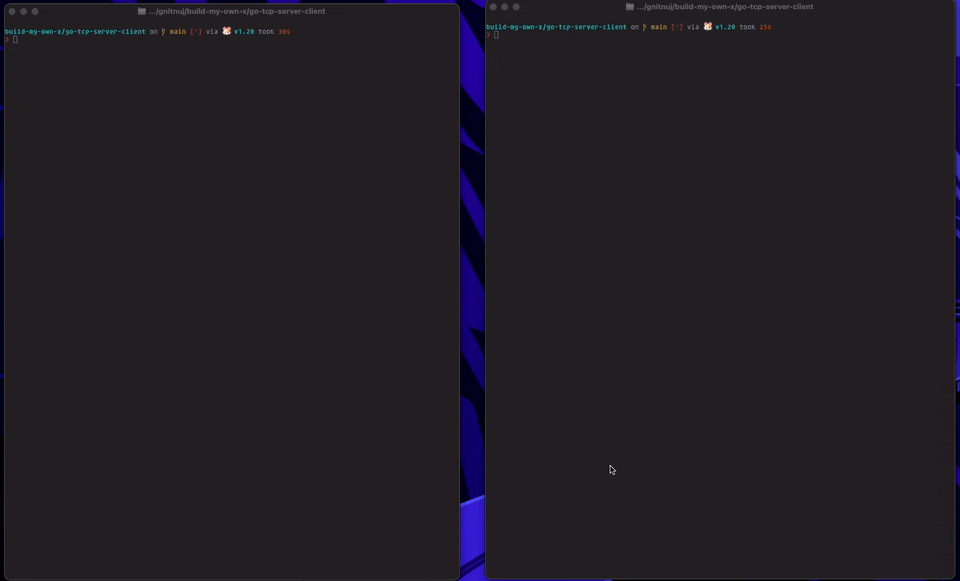 .../gnitnuj/build-my-own-x/go-tcp-server-client
build-my-own-x/go-tcp-server-client on main [*] via 🐹 v1.20 took 30s
❯
.../gnitnuj/build-my-own-x/go-tcp-server-client
build-my-own-x/go-tcp-server-client on main [*] via 🐹 v1.20 took 25s
❯